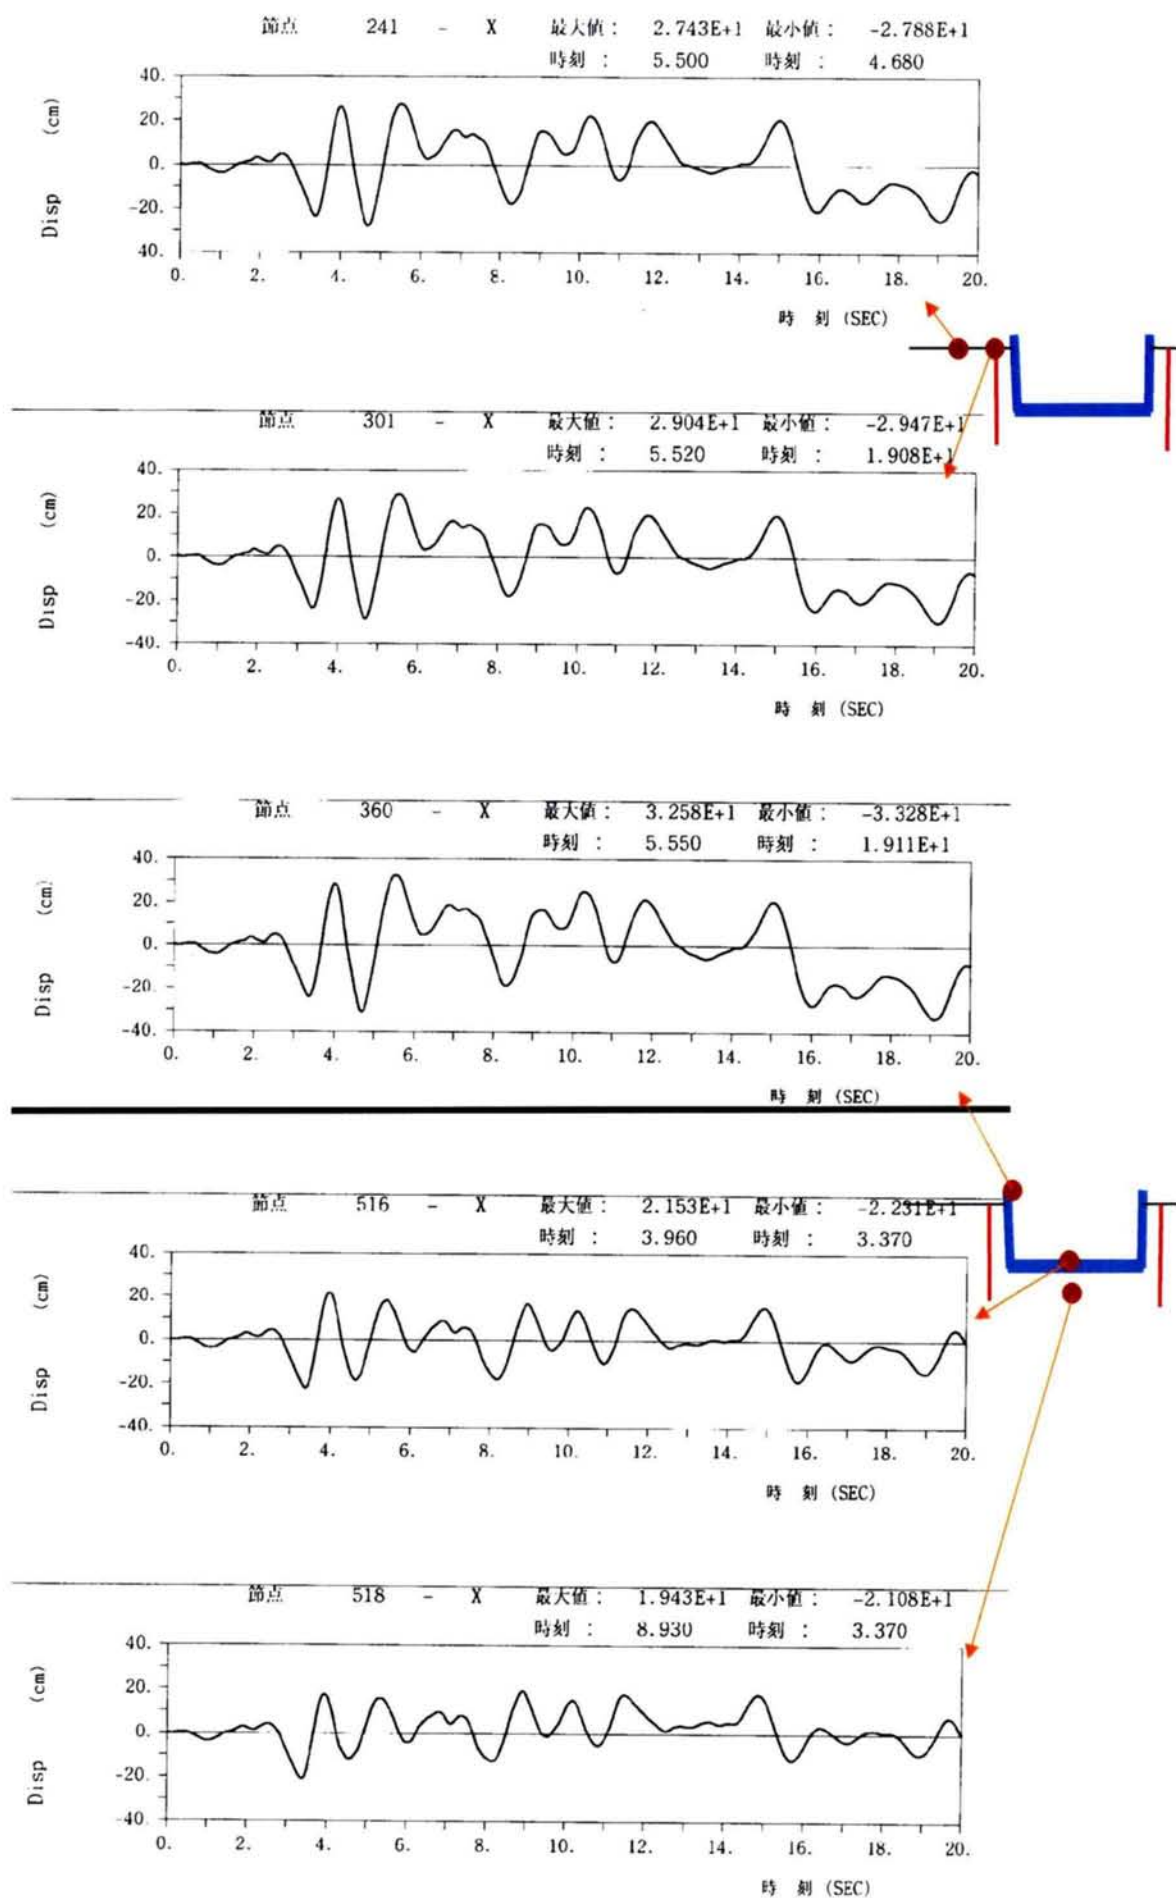 節点 241 - X 最大値: 2.743E+1 最小値: -2.788E+1
時刻 : 5.500 時刻 : 4.680
40.
20.
0.
-20.
40.
Disp (cm)
0. 2. 4. 6. 8. 10. 12. 14. 16. 18. 20.
時 刻 (SEC)
節点 301 - X 最大値: 2.904E+1 最小値: -2.947E+1
時刻 : 5.520 時刻 : 1.908E+1
40.
20.
0.
-20.
-40.
Disp (cm)
0. 2. 4. 6. 8. 10. 12. 14. 16. 18. 20.
時 刻 (SEC)
節点 360 - X 最大値: 3.258E+1 最小値: -3.328E+1
時刻 : 5.550 時刻 : 1.911E+1
40.
20.
0.
-20.
-40.
Disp (cm)
0. 2. 4. 6. 8. 10. 12. 14. 16. 18. 20.
時 刻 (SEC)
節点 516 - X 最大値: 2.153E+1 最小値: -2.231E+1
時刻 : 3.960 時刻 : 3.370
40.
20.
0.
-20.
-40.
Disp (cm)
0. 2. 4. 6. 8. 10. 12. 14. 16. 18. 20.
時 刻 (SEC)
節点 518 - X 最大値: 1.943E+1 最小値: -2.108E+1
時刻 : 8.930 時刻 : 3.370
40.
20.
0.
-20.
-40.
Disp (cm)
0. 2. 4. 6. 8. 10. 12. 14. 16. 18. 20.
時 刻 (SEC)